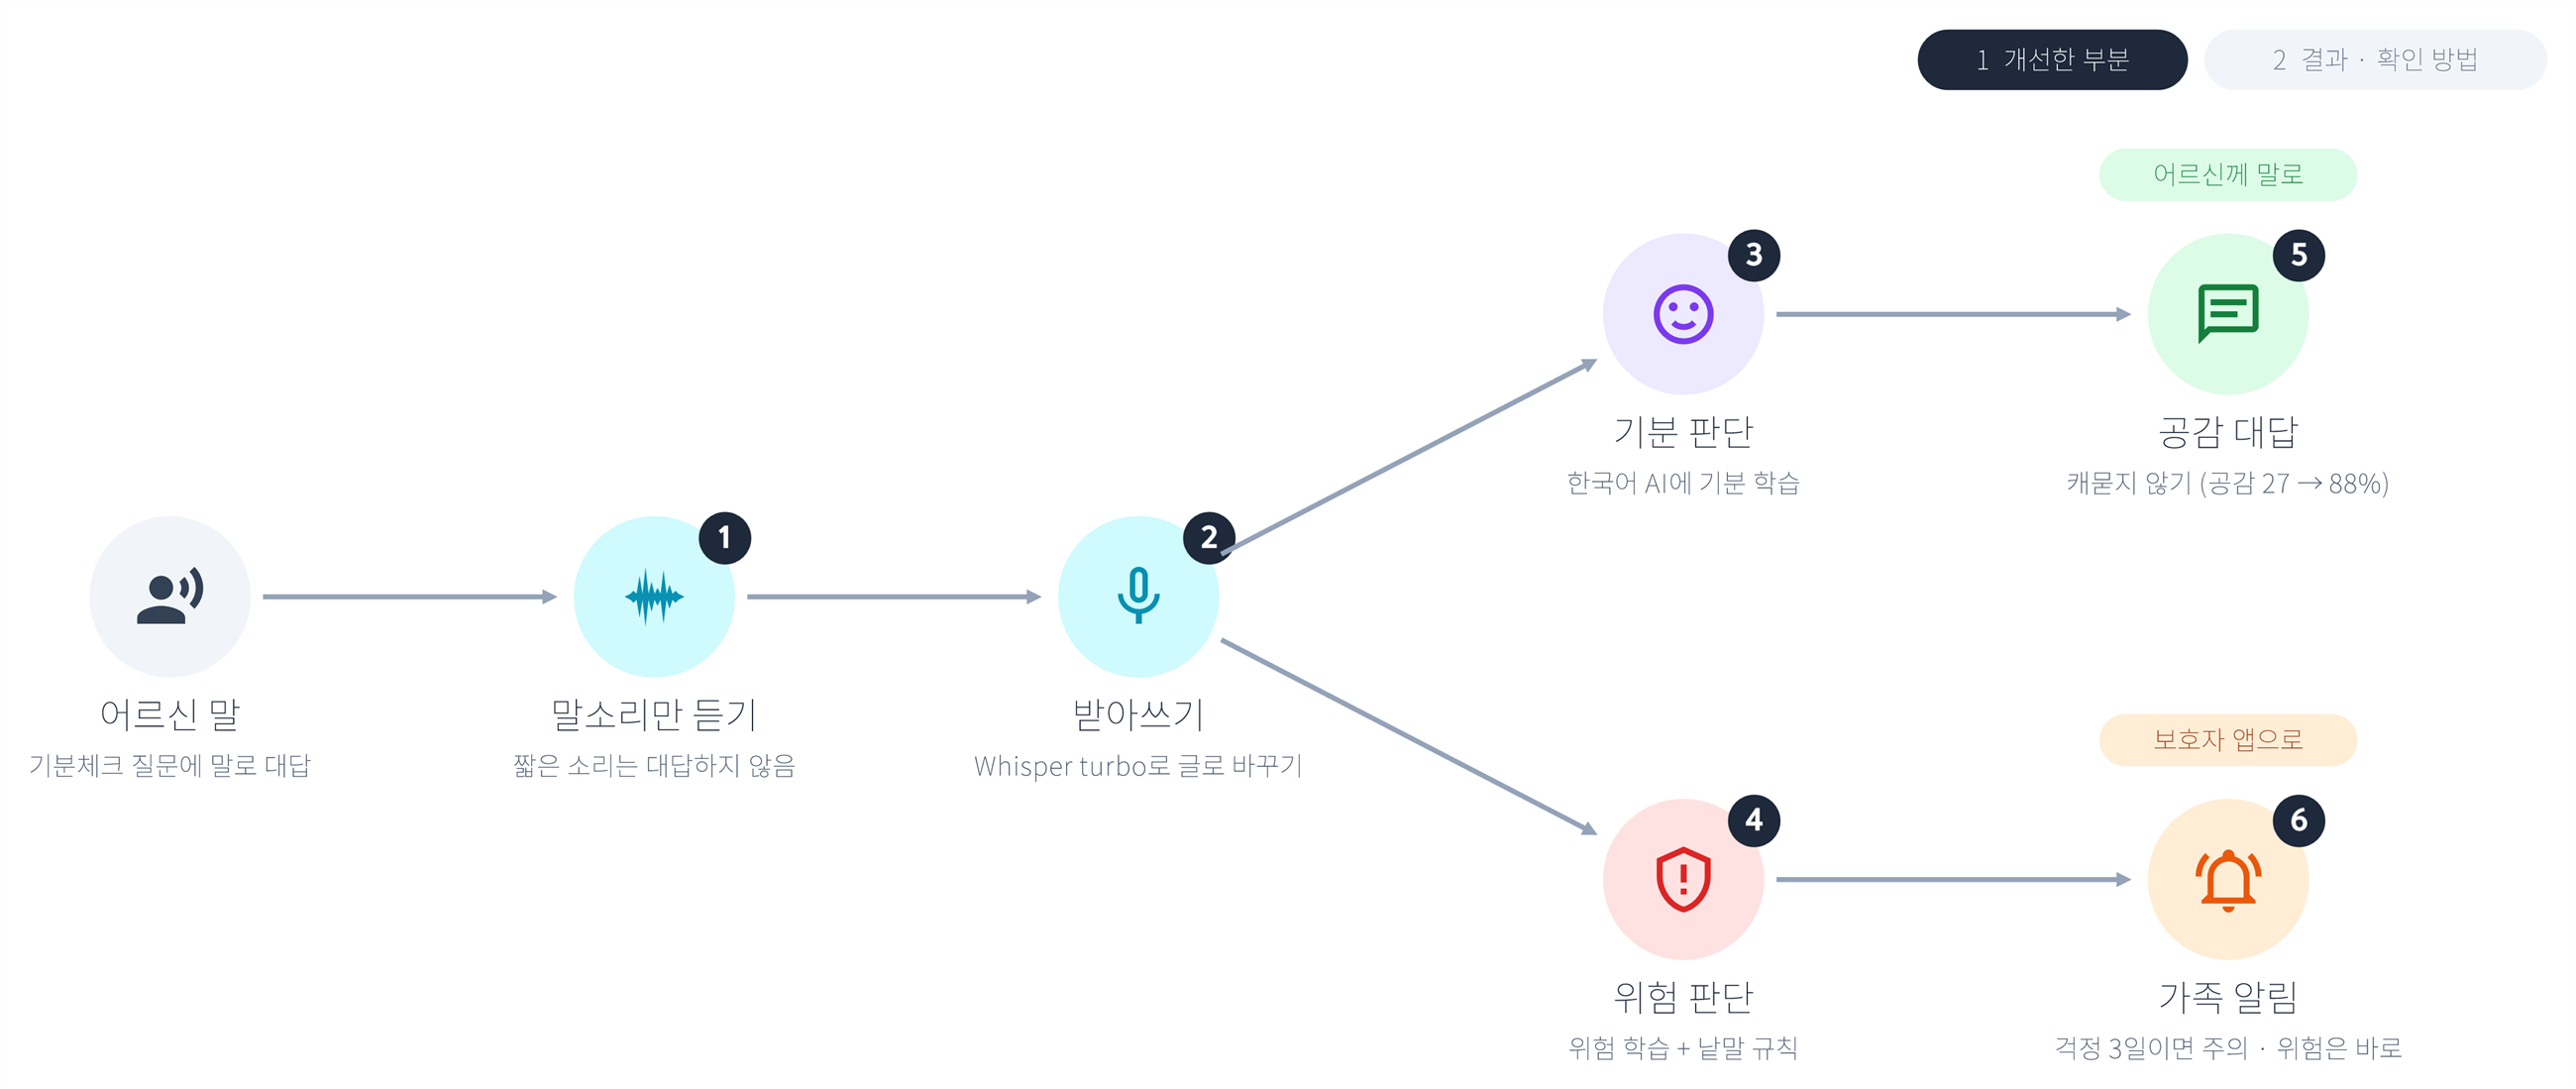 1 개선한 부분
2 결과 · 확인 방법
어르신 말
기분체크 질문에 말로 대답
1
말소리만 듣기
짧은 소리는 대답하지 않음
2
받아쓰기
Whisper turbo로 글로 바꾸기
3
기분 판단
한국어 AI에 기분 학습
어르신께 말로
5
공감 대답
캐묻지 않기 (공감 27 → 88%)
4
위험 판단
위험 학습 + 낱말 규칙
보호자 앱으로
6
가족 알림
걱정 3일이면 주의 · 위험은 바로